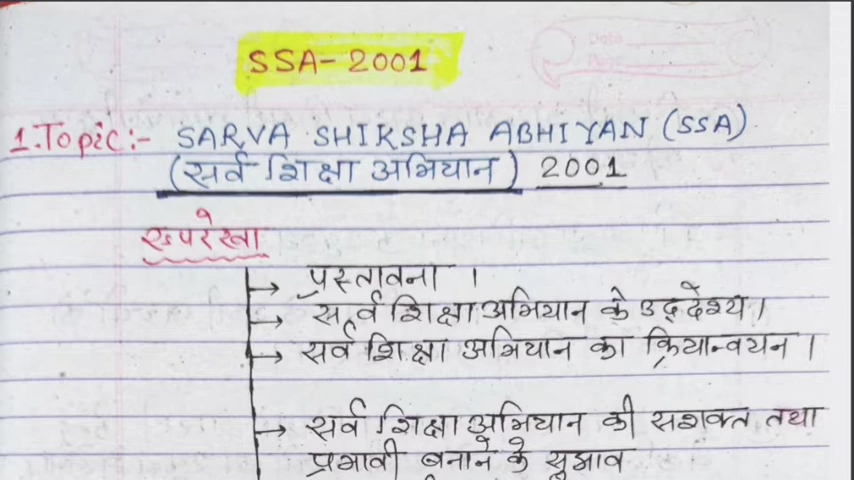 SSA-2001
1.Topic:- SARVA SHIKSHA ABHIYAN (SSA)
(सर्व शिक्षा अभियान) 2001
रूपरेखा
→ प्रस्तावना ।
→ सर्व शिक्षा अभियान के उद्देश्य।
→ सर्व शिक्षा अभियान का क्रियान्वयन ।
→ सर्व शिक्षा अभियान की सशक्त तथा
प्रभावी बनाने के सुझाव